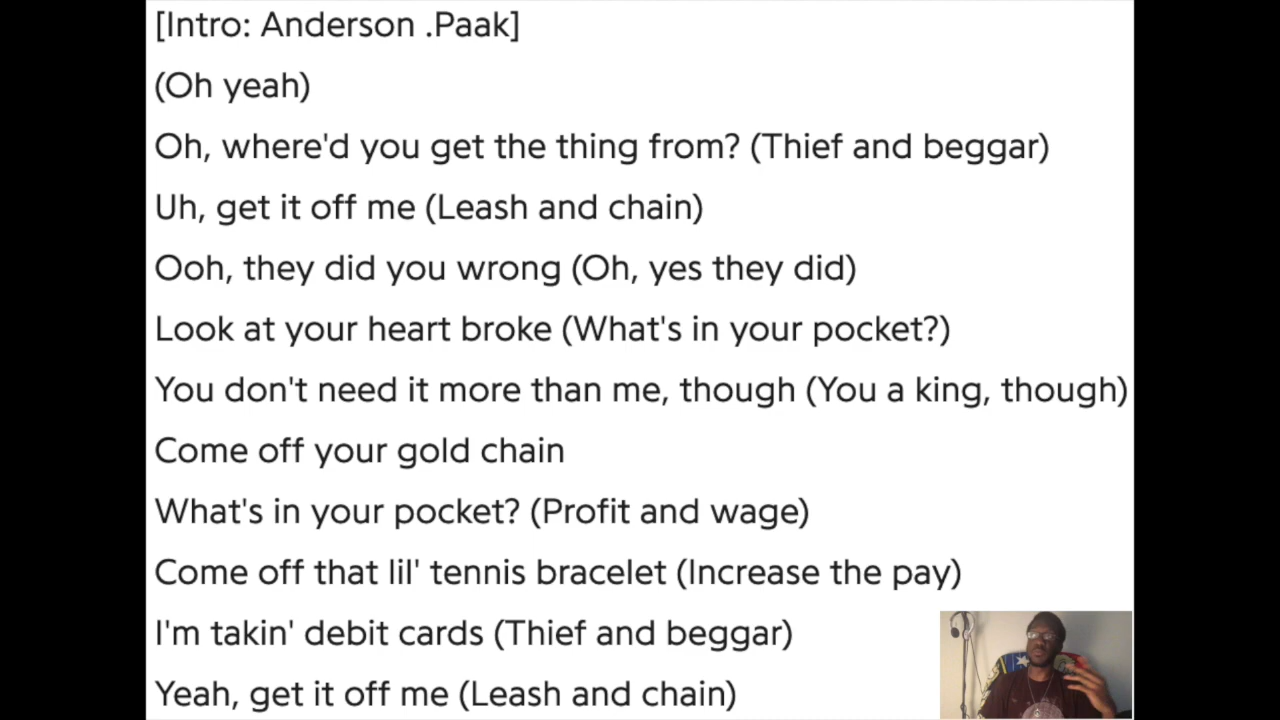 [Intro: Anderson .Paak]
(Oh yeah)
Oh, where'd you get the thing from? (Thief and beggar)
Uh, get it off me (Leash and chain)
Ooh, they did you wrong (Oh, yes they did)
Look at your heart broke (What's in your pocket?)
You don't need it more than me, though (You a king, though)
Come off your gold chain
What's in your pocket? (Profit and wage)
Come off that lil' tennis bracelet (Increase the pay)
I'm takin' debit cards (Thief and beggar)
Yeah, get it off me (Leash and chain)